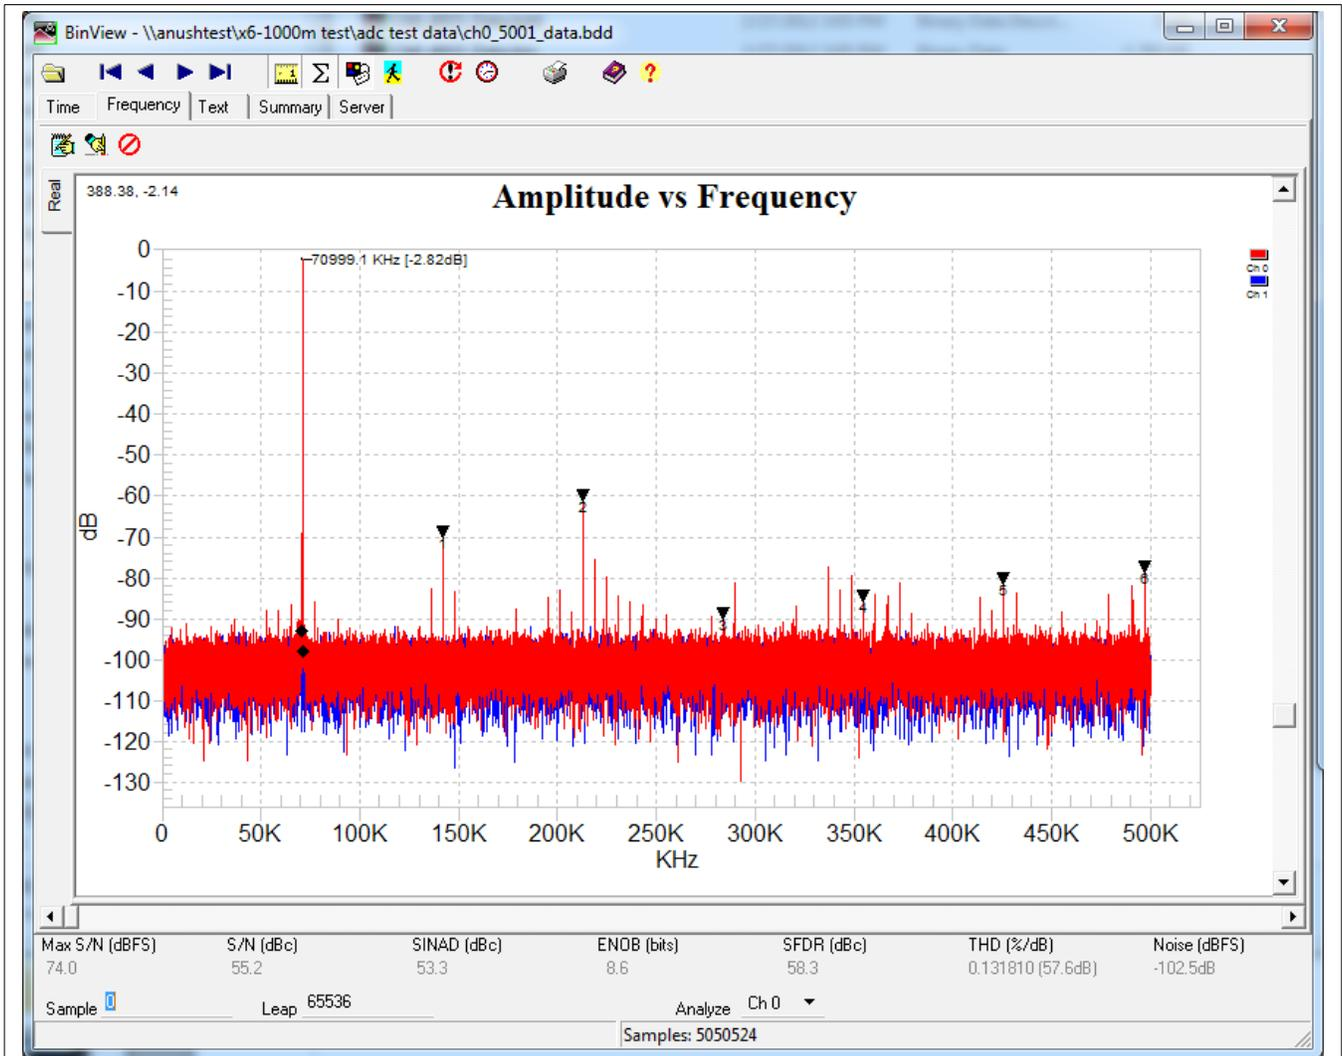 BinView - \\anushtest\x6-1000m test\adc test data\ch0_5001_data.bdd
Time Frequency Text Summary Server
Real
388.38, -2.14
Amplitude vs Frequency
70999.1 KHz [-2.82dB]
Ch 0
Ch 1
0
-10
-20
-30
-40
-50
-60
-70
-80
-90
-100
-110
-120
-130
dB
1
2
3
4
5
6
0 50K 100K 150K 200K 250K 300K 350K 400K 450K 500K
KHz
Max S/N (dBFS) S/N (dBc) SINAD (dBc) ENOB (bits) SFDR (dBc) THD (%/dB) Noise (dBFS)
74.0 55.2 53.3 8.6 58.3 0.131810 (57.6dB) -102.5dB
Sample 0 Leap 65536 Analyze Ch 0
Samples: 5050524